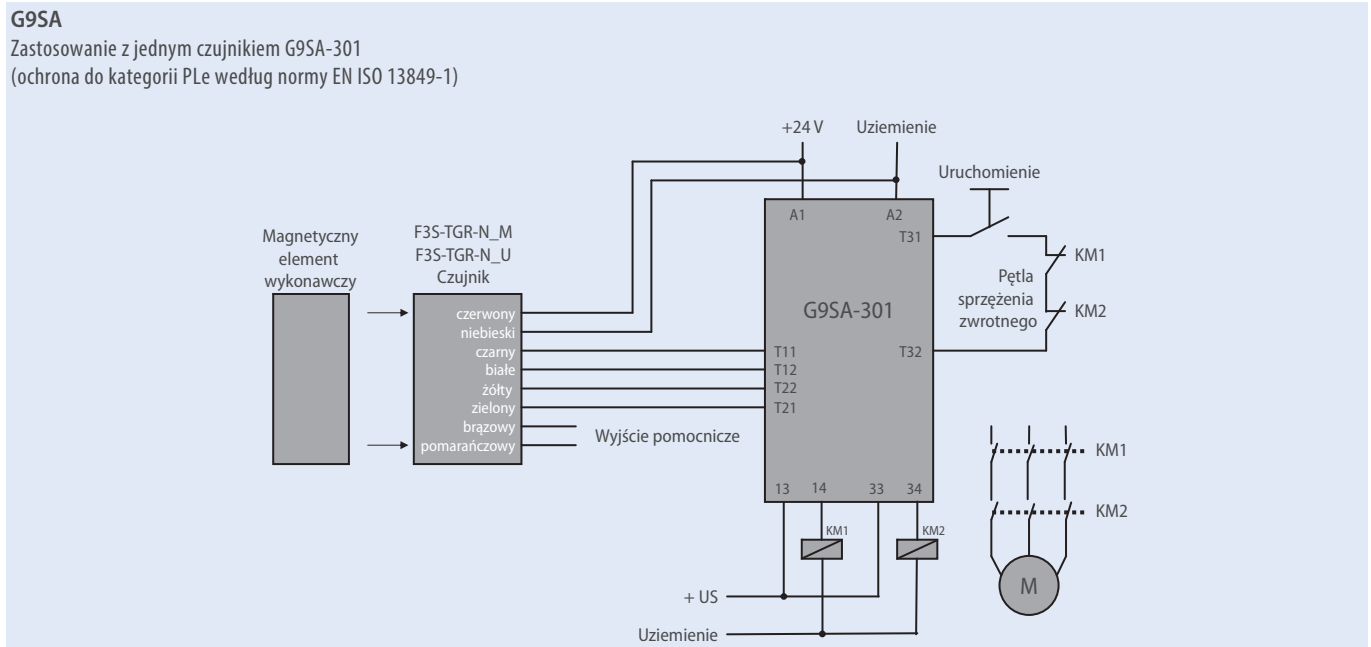 G9SA
Zastosowanie z jednym czujnikiem G9SA-301
(ochrona do kategorii PLe według normy EN ISO 13849-1)
+24 V
Uziemienie
Uruchomienie
A1
A2
T31
Magnetyczny
element
wykonawczy
F3S-TGR-N_M
F3S-TGR-N_U
Czujnik
KM1
Pętla
sprzężenia
zwrotnego
KM2
G9SA-301
czerwony
niebieski
czarny
białe
żółty
zielony
brązowy
pomarańczowy
T11
T12
T22
T21
T32
Wyjście pomocnicze
KM1
KM2
13
14
33
34
KM1
KM2
M
+ US
Uziemienie